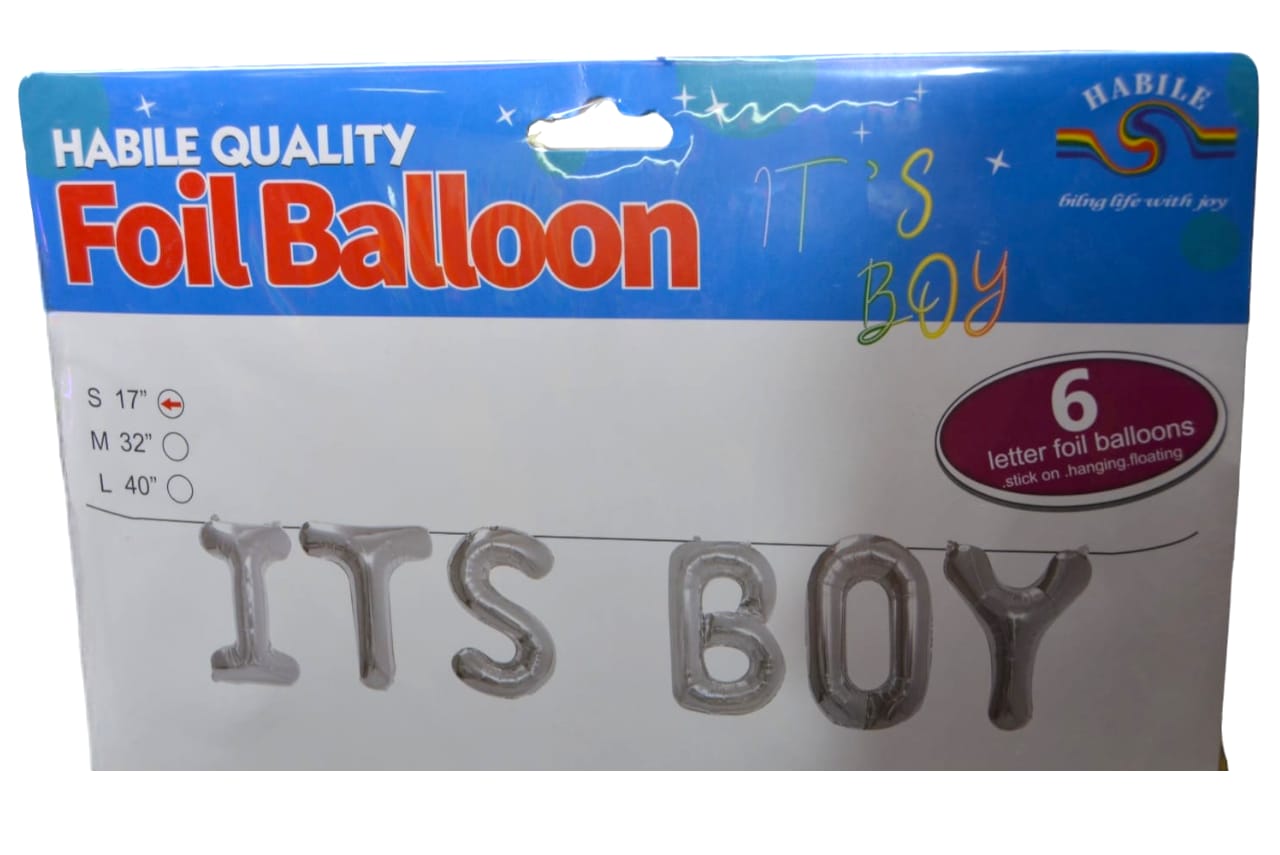 HABILE QUALITY
Foil Balloon
IT'S
BOY
HABILE
bilng life with joy
S 17”
M 32”
L 40”
6
letter foil balloons
.stick on .hanging.floating
ITS BOY